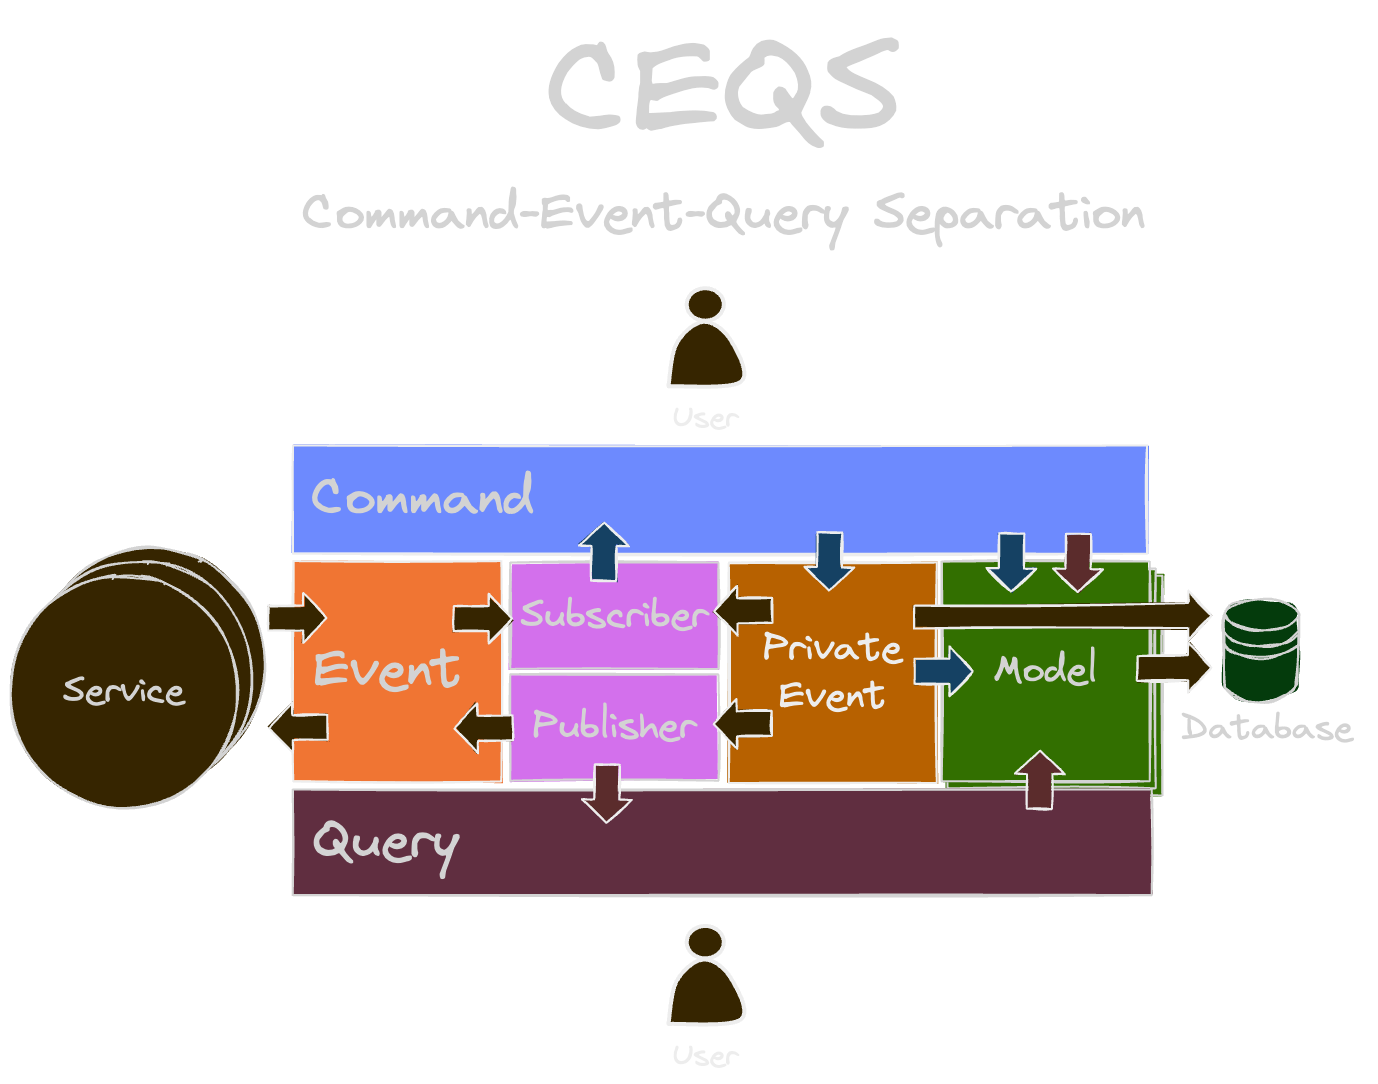 CEQS
Command-Event-Query Separation
User
Command
Service
Event
Subscriber
Publisher
Private
Event
Model
Database
Query
User